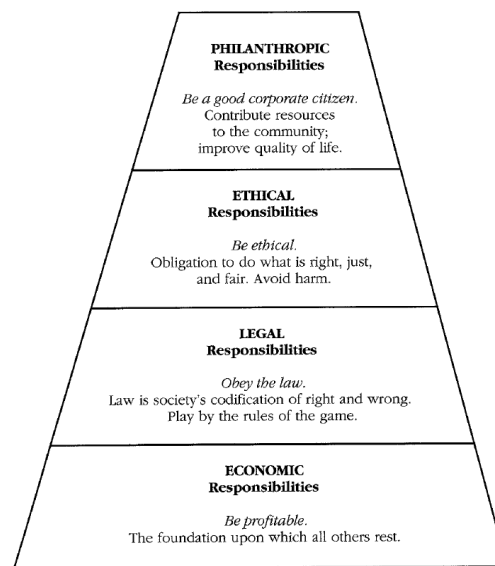 PHILANTHROPIC
Responsibilities
Be a good corporate citizen.
Contribute resources
to the community;
improve quality of life.
ETHICAL
Responsibilities
Be ethical.
Obligation to do what is right, just,
and fair. Avoid harm.
LEGAL
Responsibilities
Obey the law.
Law is society's codification of right and wrong.
Play by the rules of the game.
ECONOMIC
Responsibilities
Be profitable.
The foundation upon which all others rest.